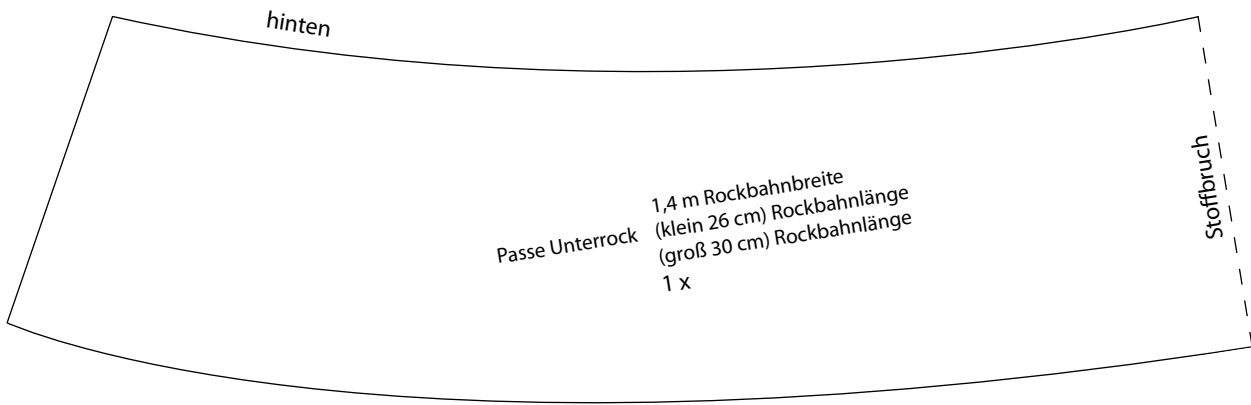 hinten
Passe Unterrock
1,4 m Rockbahnbreite
(klein 26 cm) Rockbahnlänge
(groß 30 cm) Rockbahnlänge
1 x
Stoffbruch